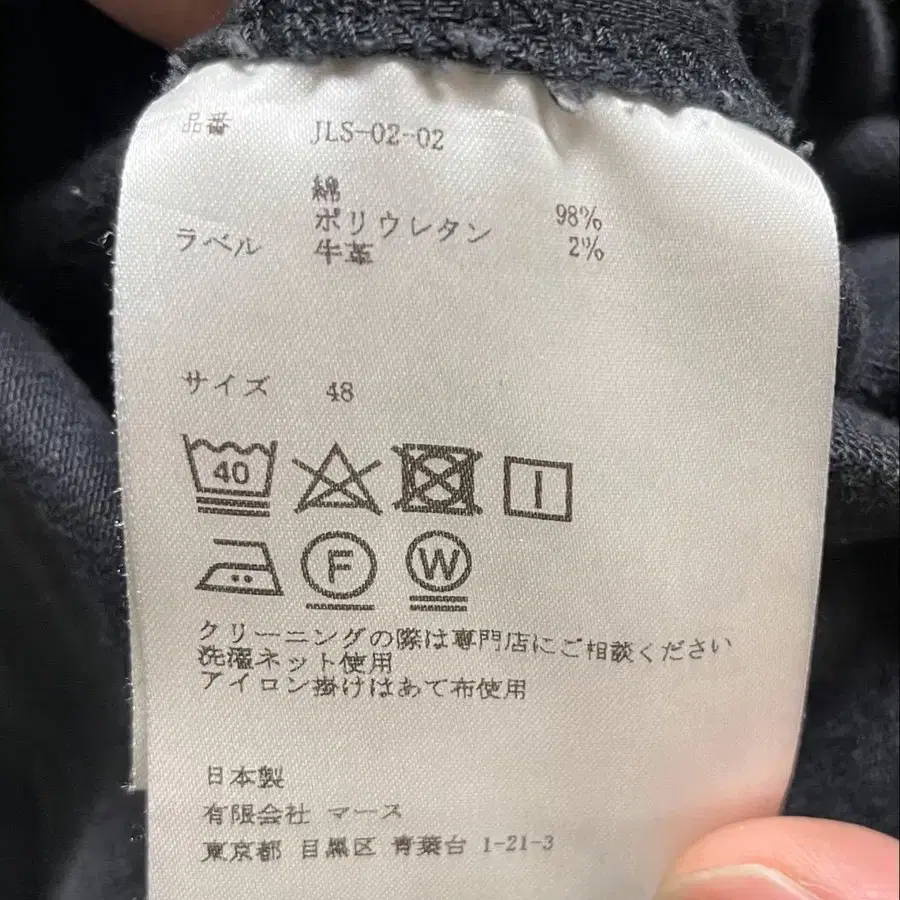 品番 JLS-02-02
綿 98%
ポリウレタン 2%
ラベル 牛革
サイズ 48
40
F W
クリーニングの際は専門店にご相談ください
洗濯ネット使用
アイロン掛けはあて布使用
日本製
有限会社 マース
東京都 目黒区 青葉台 1-21-3